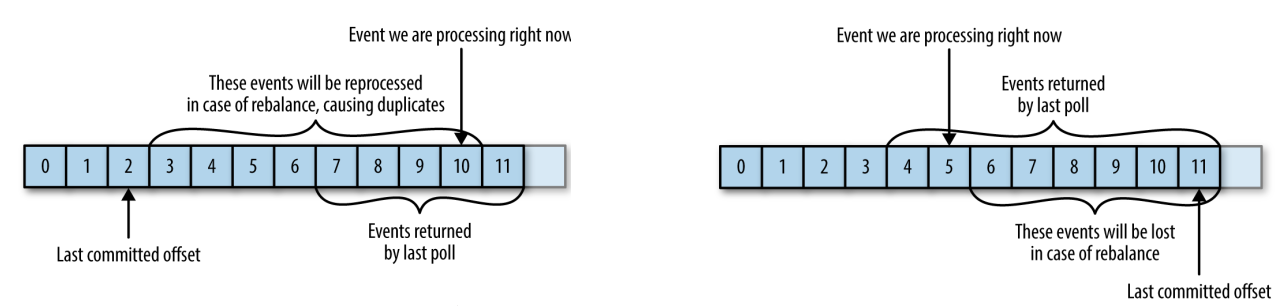 Event we are processing right now
These events will be reprocessed
in case of rebalance, causing duplicates
0 1 2 3 4 5 6 7 8 9 10 11
Last committed offset
Events returned
by last poll
Event we are processing right now
Events returned
by last poll
0 1 2 3 4 5 6 7 8 9 10 11
These events will be lost
in case of rebalance
Last committed offset